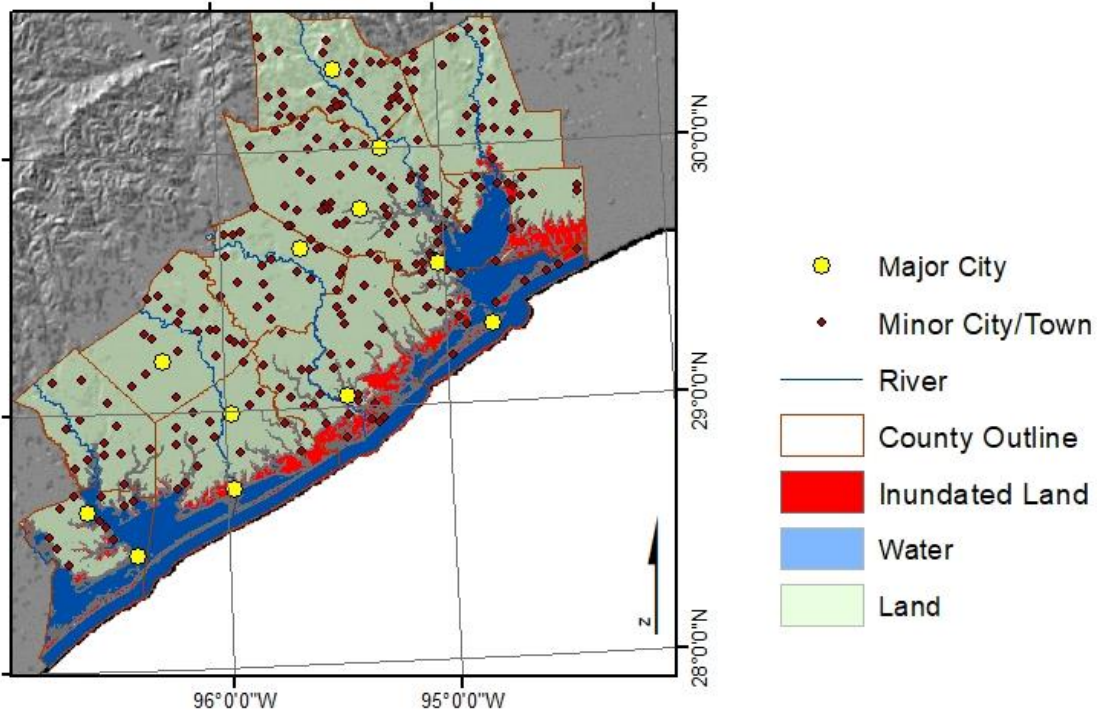 30°0'0"N
29°0'0"N
28°0'0"N
96°0'0"W
95°0'0"W
Z
Major City
Minor City/Town
River
County Outline
Inundated Land
Water
Land